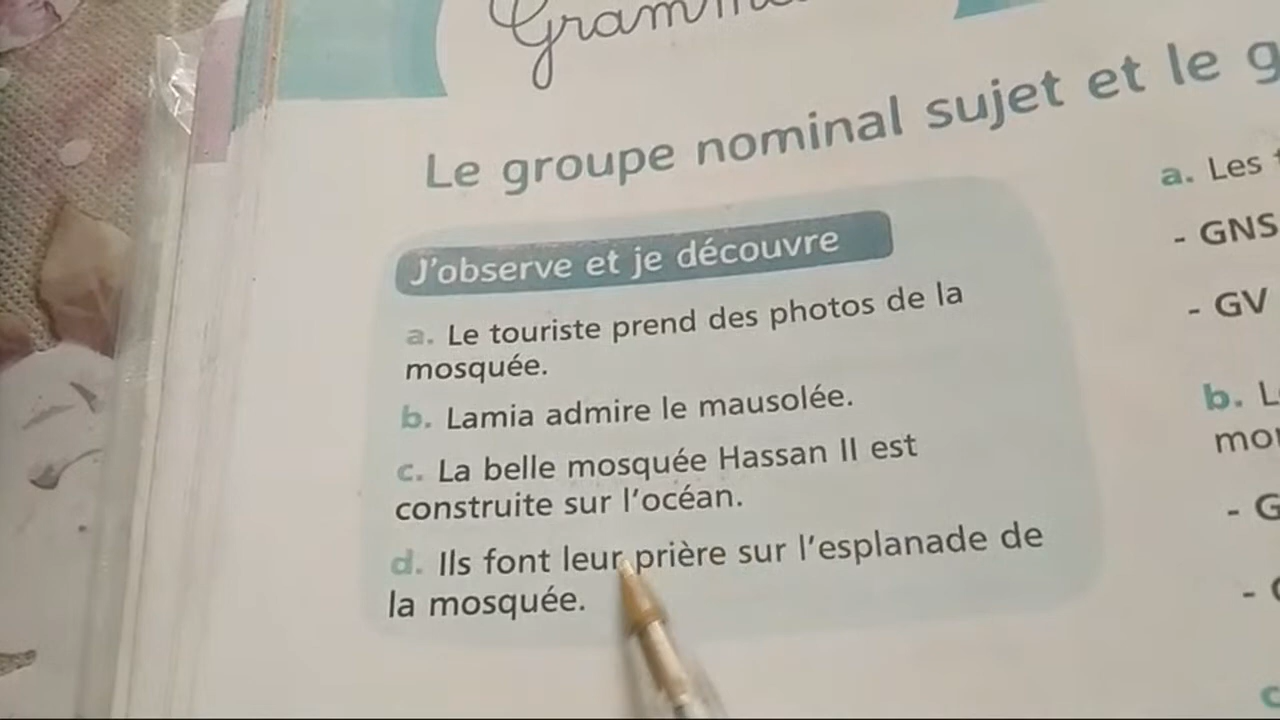 Le groupe nominal sujet et le
J'observe et je découvre
a. Le touriste prend des photos de la
mosquée.
b. Lamia admire le mausolée.
c. La belle mosquée Hassan II est
construite sur l'océan.
d. Ils font leur prière sur l'esplanade de
la mosquée.
a. Les
- GNS
- GV
b.